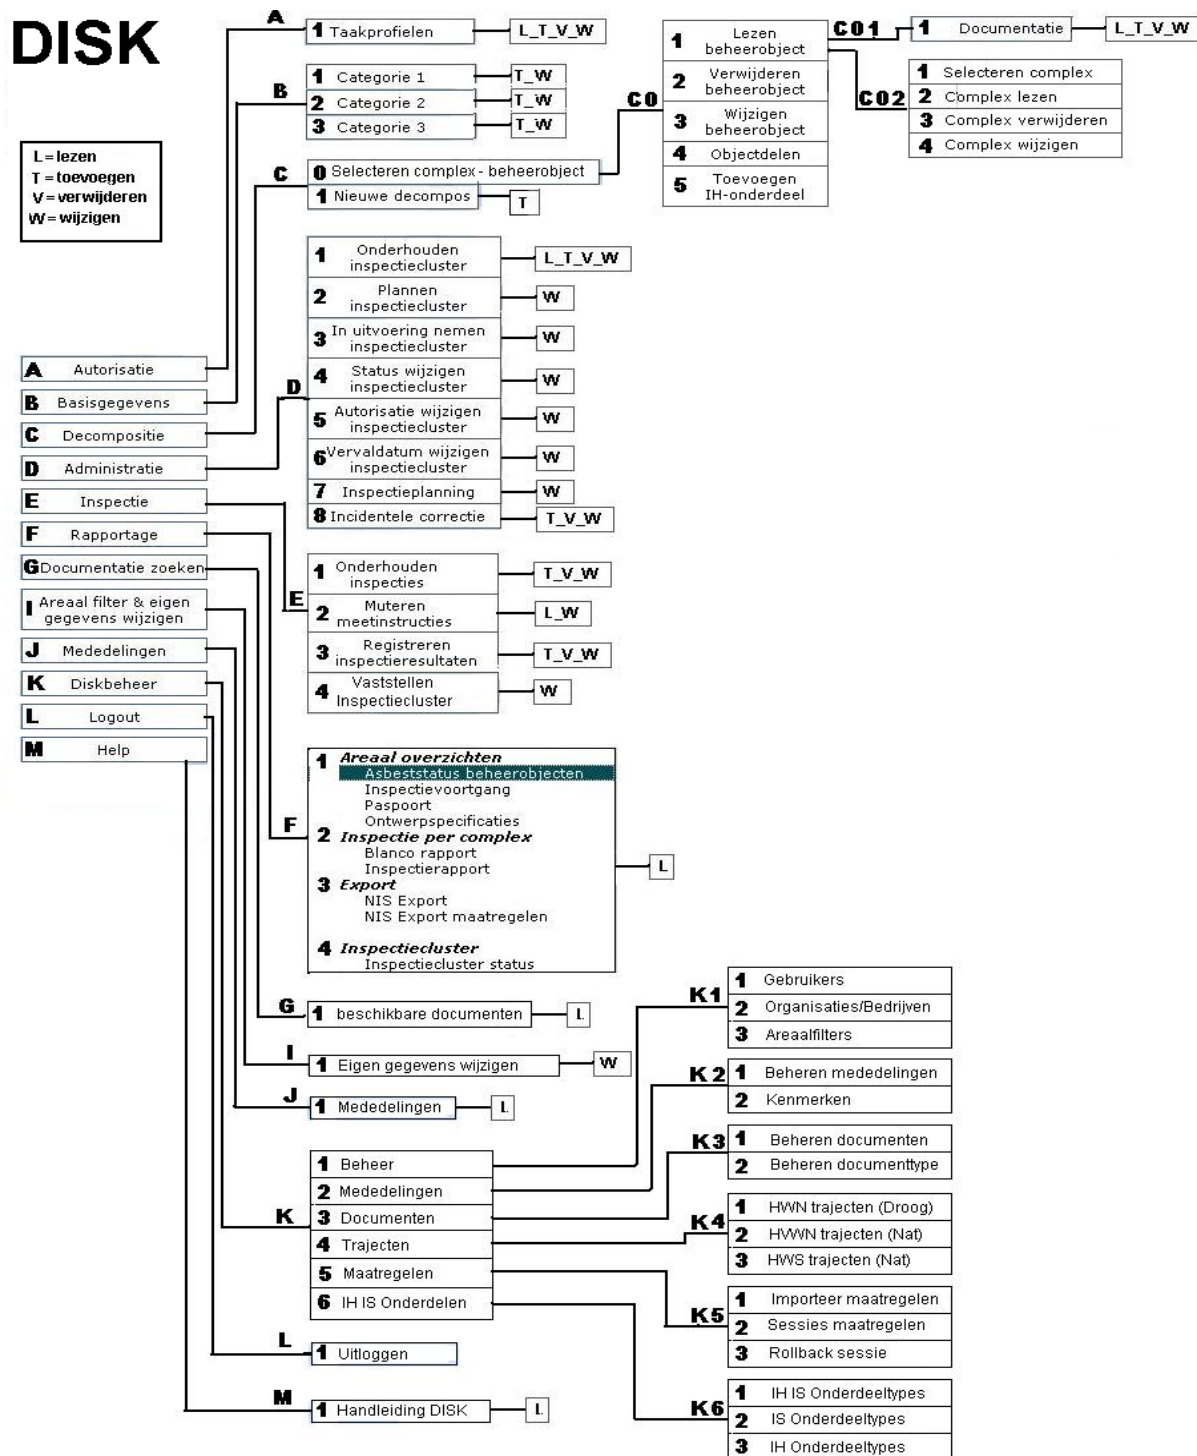 DISK
L = lezen
T = toevoegen
V = verwijderen
W = wijzigen
A Autorisatie
B Basisgegevens
C Decompositie
D Administratie
E Inspectie
F Rapportage
G Documentatie zoeken
I Areaal filter & eigen
gegevens wijzigen
J Mededelingen
K Diskbeheer
L Logout
M Help
A
1 Taakprofielen L_T_V_W
B
1 Categorie 1 T_W
2 Categorie 2 T_W
3 Categorie 3 T_W
C
0 Selecteren complex - beheerobject
1 Nieuwe decompos T
C0
1 Lezen
beheerobject
2 Verwijderen
beheerobject
3 Wijzigen
beheerobject
4 Objectdelen
5 Toevoegen
IH-onderdeel
C01
1 Documentatie L_T_V_W
C02
1 Selecteren complex
2 Complex lezen
3 Complex verwijderen
4 Complex wijzigen
D
1 Onderhouden
inspectiecluster L_T_V_W
2 Plannen
inspectiecluster W
3 In uitvoering nemen
inspectiecluster W
4 Status wijzigen
inspectiecluster W
5 Autorisatie wijzigen
inspectiecluster W
6 Vervaldatum wijzigen
inspectiecluster W
7 Inspectieplanning W
8 Incidentele correctie T_V_W
E
1 Onderhouden
inspecties T_V_W
2 Muteren
meetinstructies L_W
3 Registreren
inspectieresultaten T_V_W
4 Vaststellen
Inspectiecluster W
F
1 Areaal overzichten
Asbeststatus beheerobjecten
Inspectievoortgang
Paspoort
Ontwerpspecificaties
2 Inspectie per complex
Blanco rapport
Inspectierapport
L
3 Export
NIS Export
NIS Export maatregelen
4 Inspectiecluster
Inspectiecluster status
G
1 beschikbare documenten L
I
1 Eigen gegevens wijzigen W
J
1 Mededelingen L
K
1 Beheer
2 Mededelingen
3 Documenten
4 Trajecten
5 Maatregelen
6 IH IS Onderdelen
K1
1 Gebruikers
2 Organisaties/Bedrijven
3 Areaalfilters
K2
1 Beheren mededelingen
2 Kenmerken
K3
1 Beheren documenten
2 Beheren documenttype
K4
1 HWN trajecten (Droog)
2 HVWN trajecten (Nat)
3 HWS trajecten (Nat)
K5
1 Importeer maatregelen
2 Sessies maatregelen
3 Rollback sessie
K6
1 IH IS Onderdeeltypes
2 IS Onderdeeltypes
3 IH Onderdeeltypes
L
1 Uitloggen
M
1 Handleiding DISK L